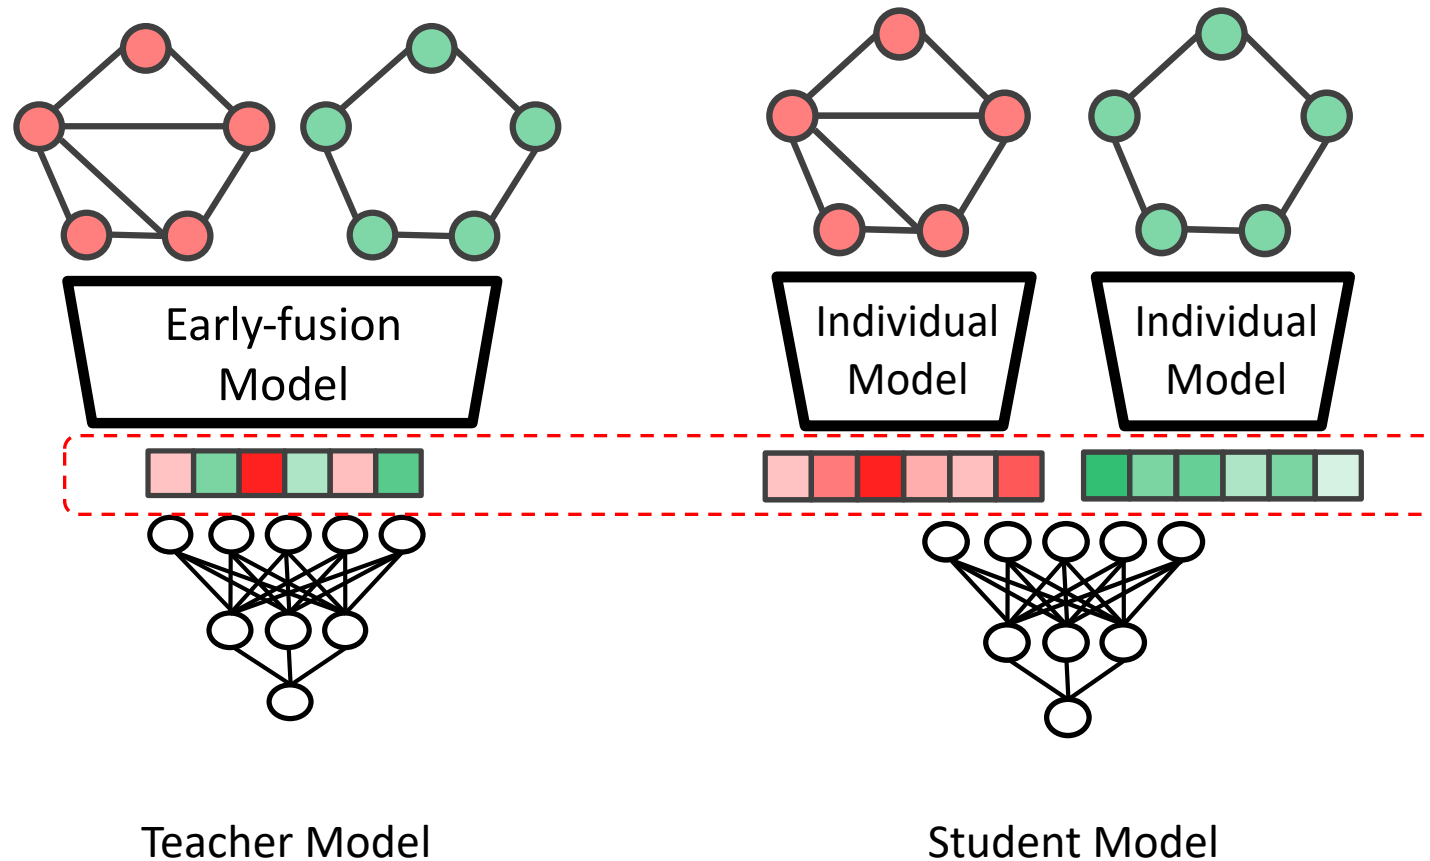 Early-fusion
Model
Individual
Model
Individual
Model
Teacher Model
Student Model